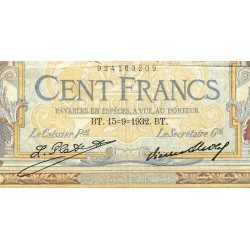 924163209
CENT FRANCS
PAYABLES EN ESPÈCES, A VUE, AU PORTEUR
BT. 15=9=1932. BT.
Le Caissier Pal Le Secrétaire Gal